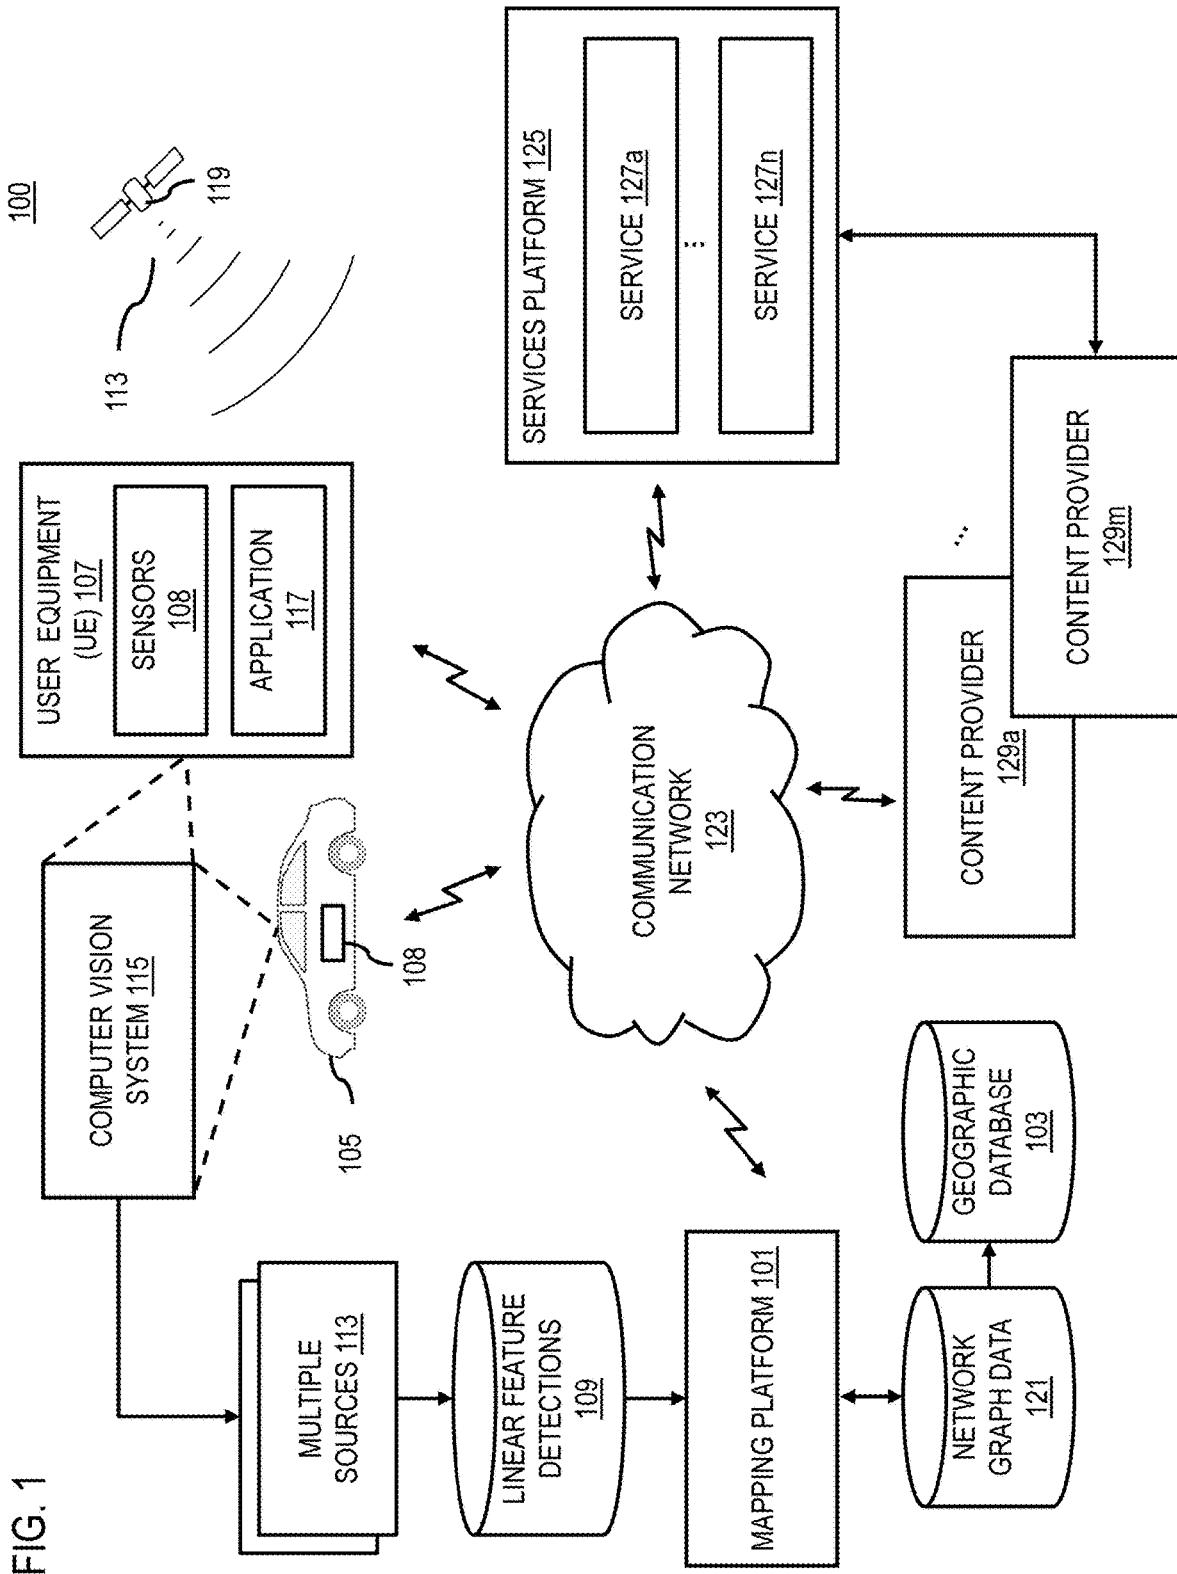 FIG. 1
100
COMPUTER VISION
SYSTEM 115
USER EQUIPMENT
(UE) 107
SENSORS
108
APPLICATION
117
113
119
MULTIPLE
SOURCES 113
105
108
LINEAR FEATURE
DETECTIONS
109
COMMUNICATION
NETWORK
123
SERVICES PLATFORM 125
SERVICE 127a
...
SERVICE 127n
MAPPING PLATFORM 101
NETWORK
GRAPH DATA
121
GEOGRAPHIC
DATABASE
103
CONTENT PROVIDER
129a
...
CONTENT PROVIDER
129m